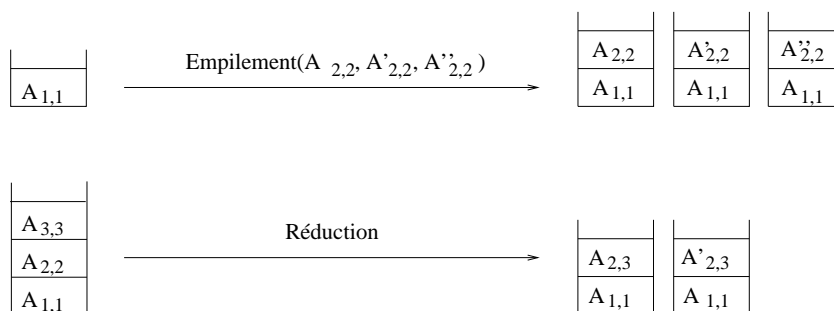 Empilement(A 2,2, A'2,2, A''2,2 )
A1,1
A2,2 A'2,2 A''2,2
A1,1 A1,1 A1,1
Réduction
A3,3
A2,2
A1,1
A2,3 A'2,3
A1,1 A1,1